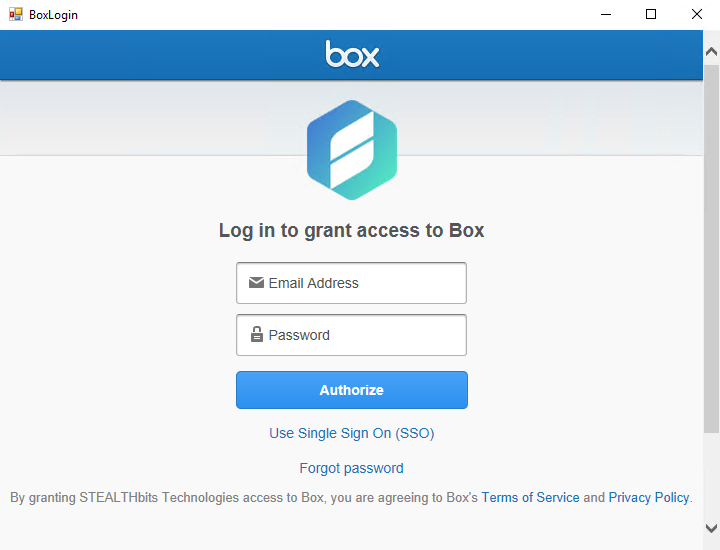 BoxLogin
box
Log in to grant access to Box
Email Address
Password
Authorize
Use Single Sign On (SSO)
Forgot password
By granting STEALTHbits Technologies access to Box, you are agreeing to Box's Terms of Service and Privacy Policy.